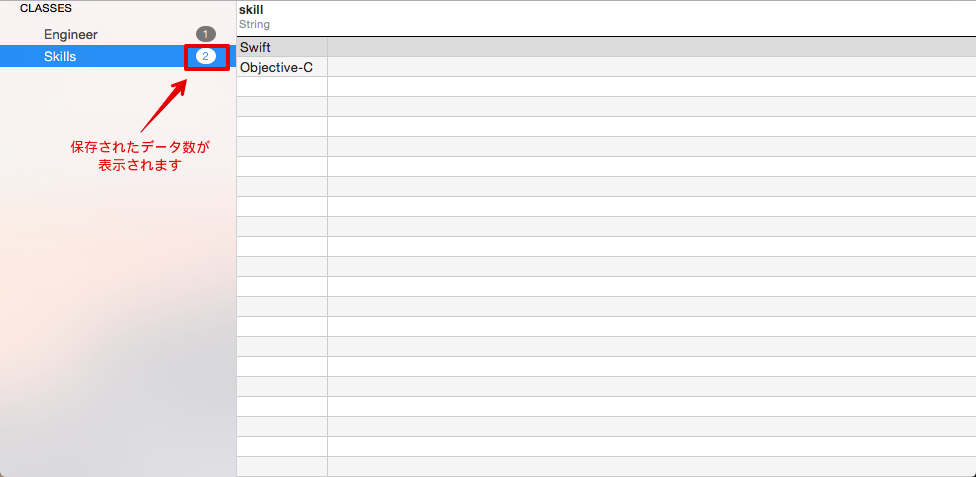 CLASSES
Engineer 1
Skills 2
保存されたデータ数が
表示されます
skill
String
Swift
Objective-C